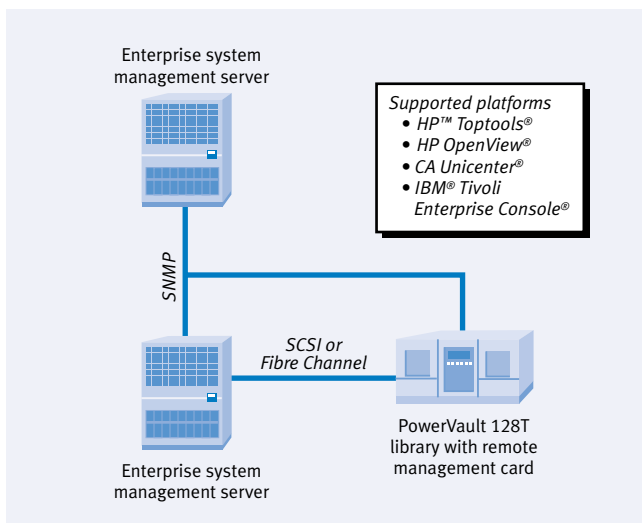 Enterprise system
management server
Supported platforms
• HP™ Toptools®
• HP OpenView®
• CA Unicenter®
• IBM® Tivoli
Enterprise Console®
SNMP
SCSI or
Fibre Channel
Enterprise system
management server
PowerVault 128T
library with remote
management card